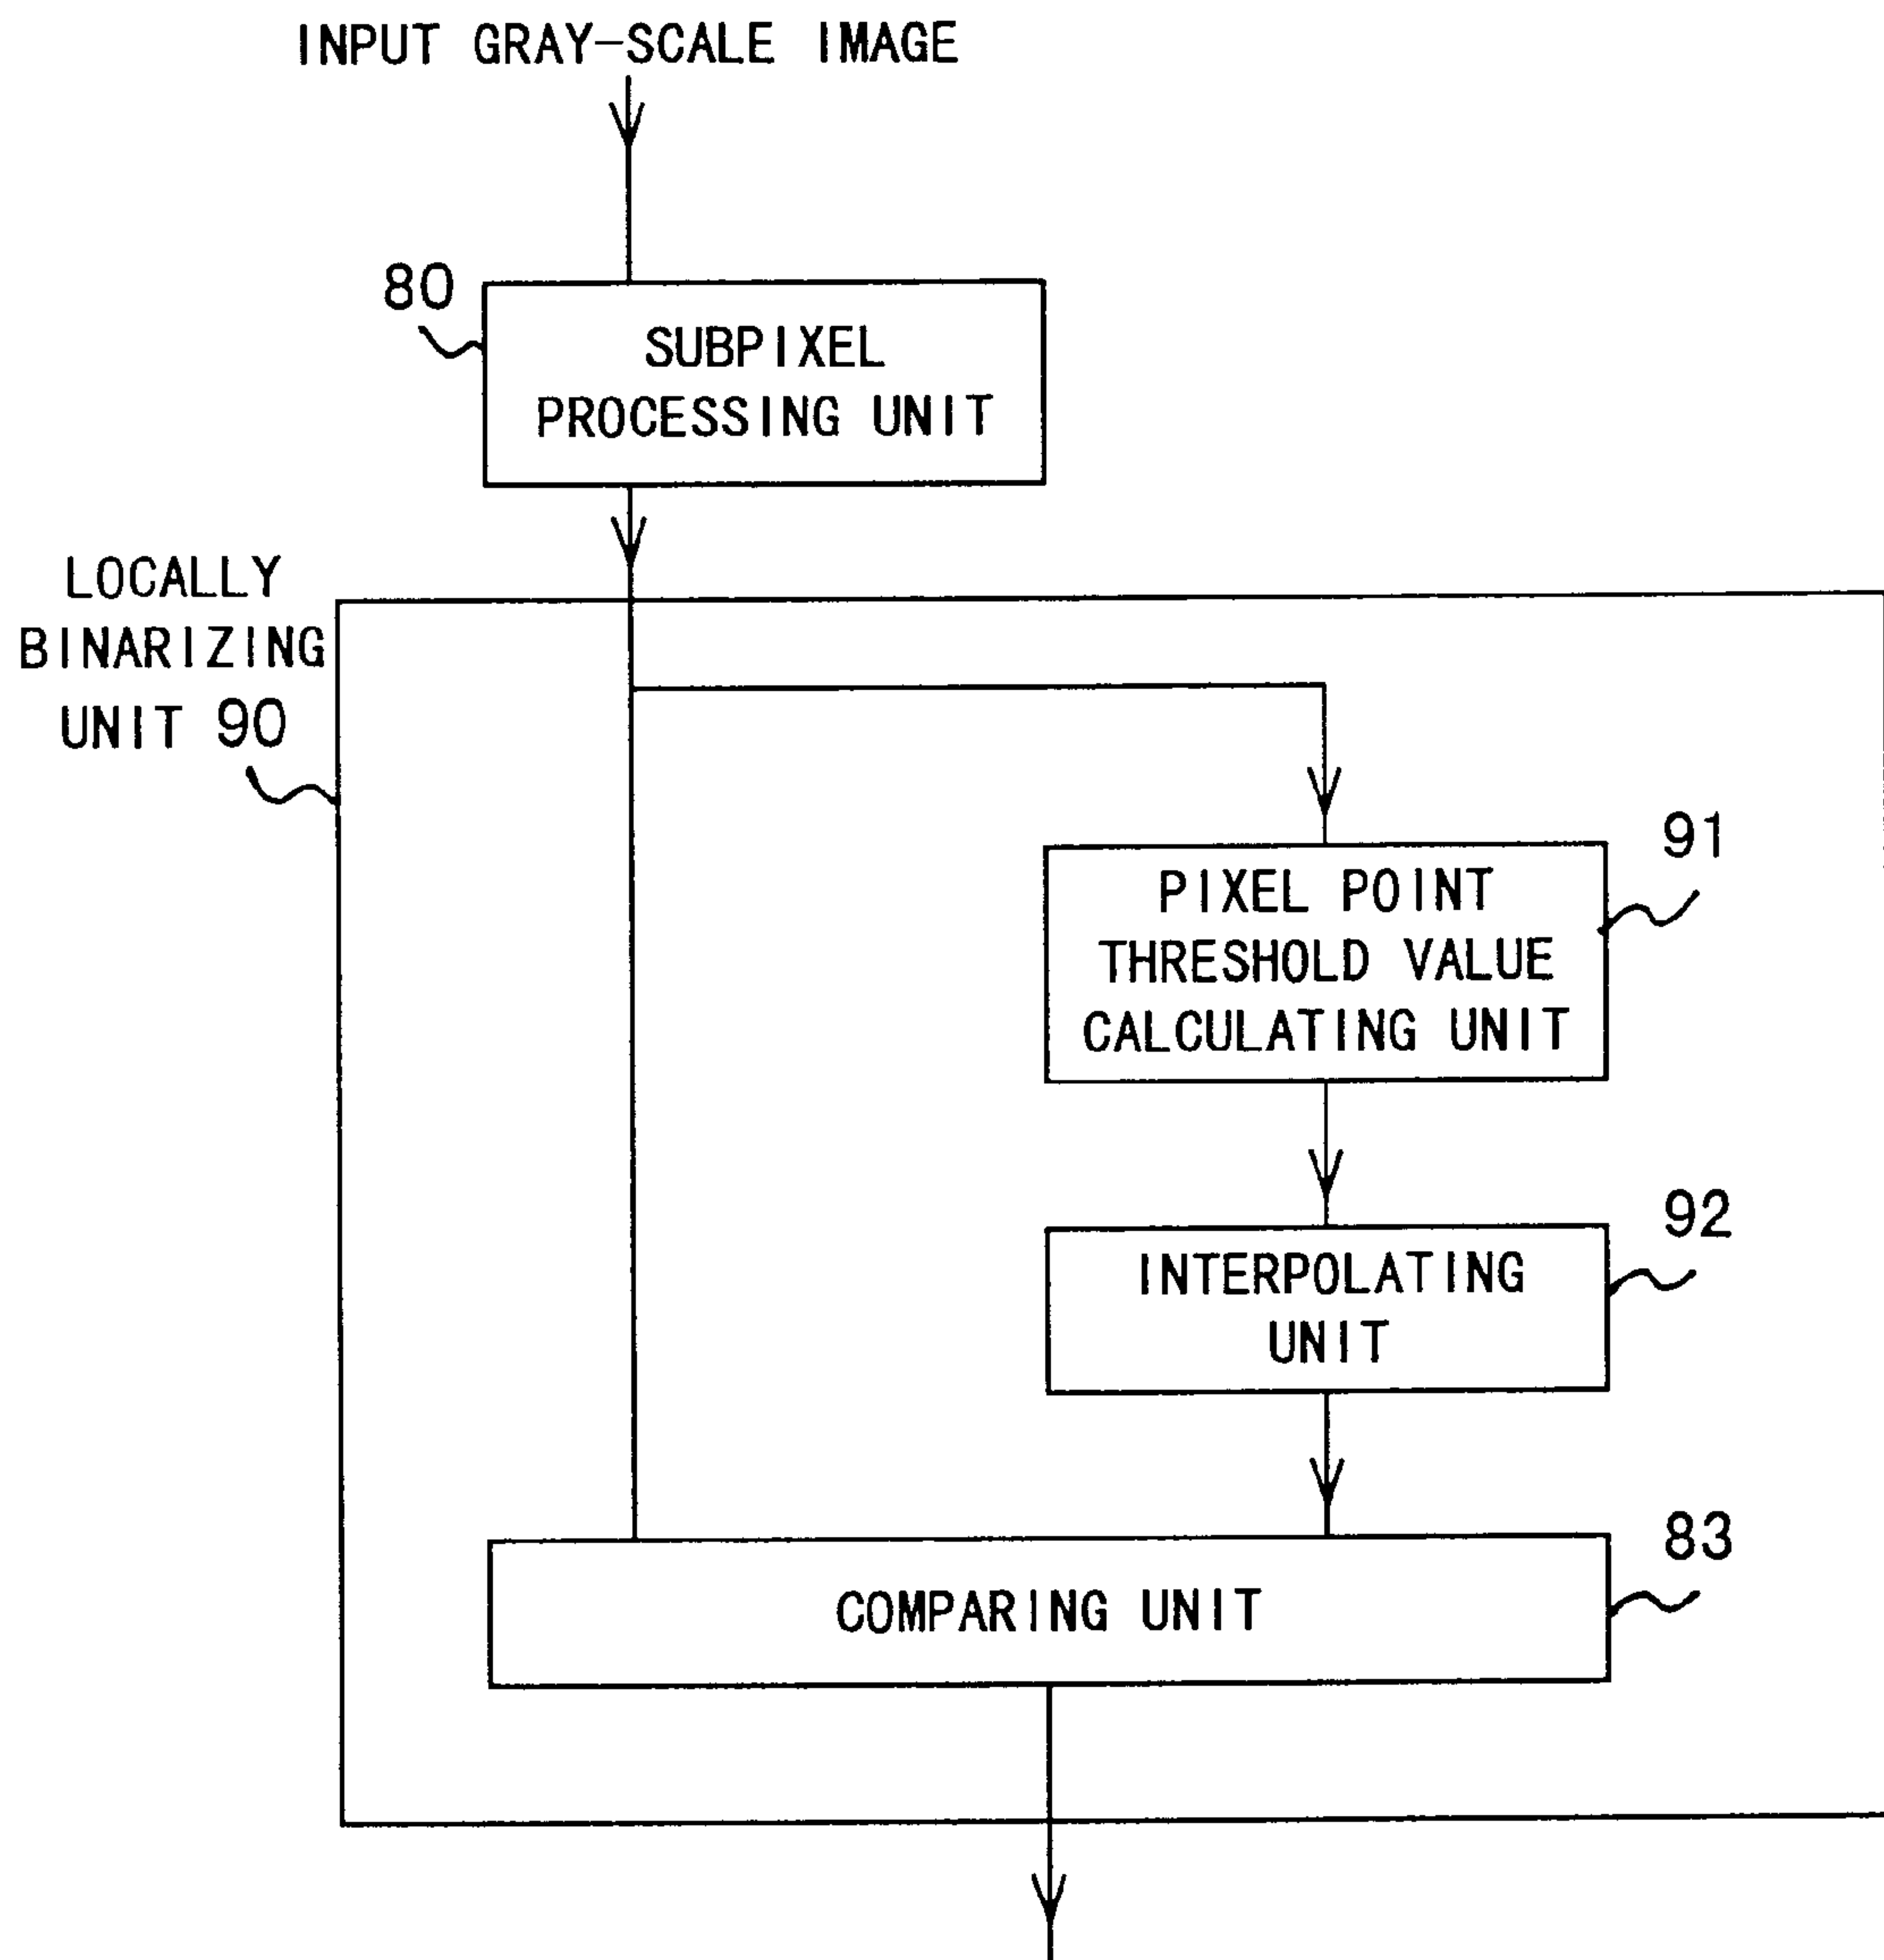 INPUT GRAY-SCALE IMAGE
80
SUBPIXEL
PROCESSING UNIT
LOCALLY
BINARIZING
UNIT 90
91
PIXEL POINT
THRESHOLD VALUE
CALCULATING UNIT
92
INTERPOLATING
UNIT
83
COMPARING UNIT